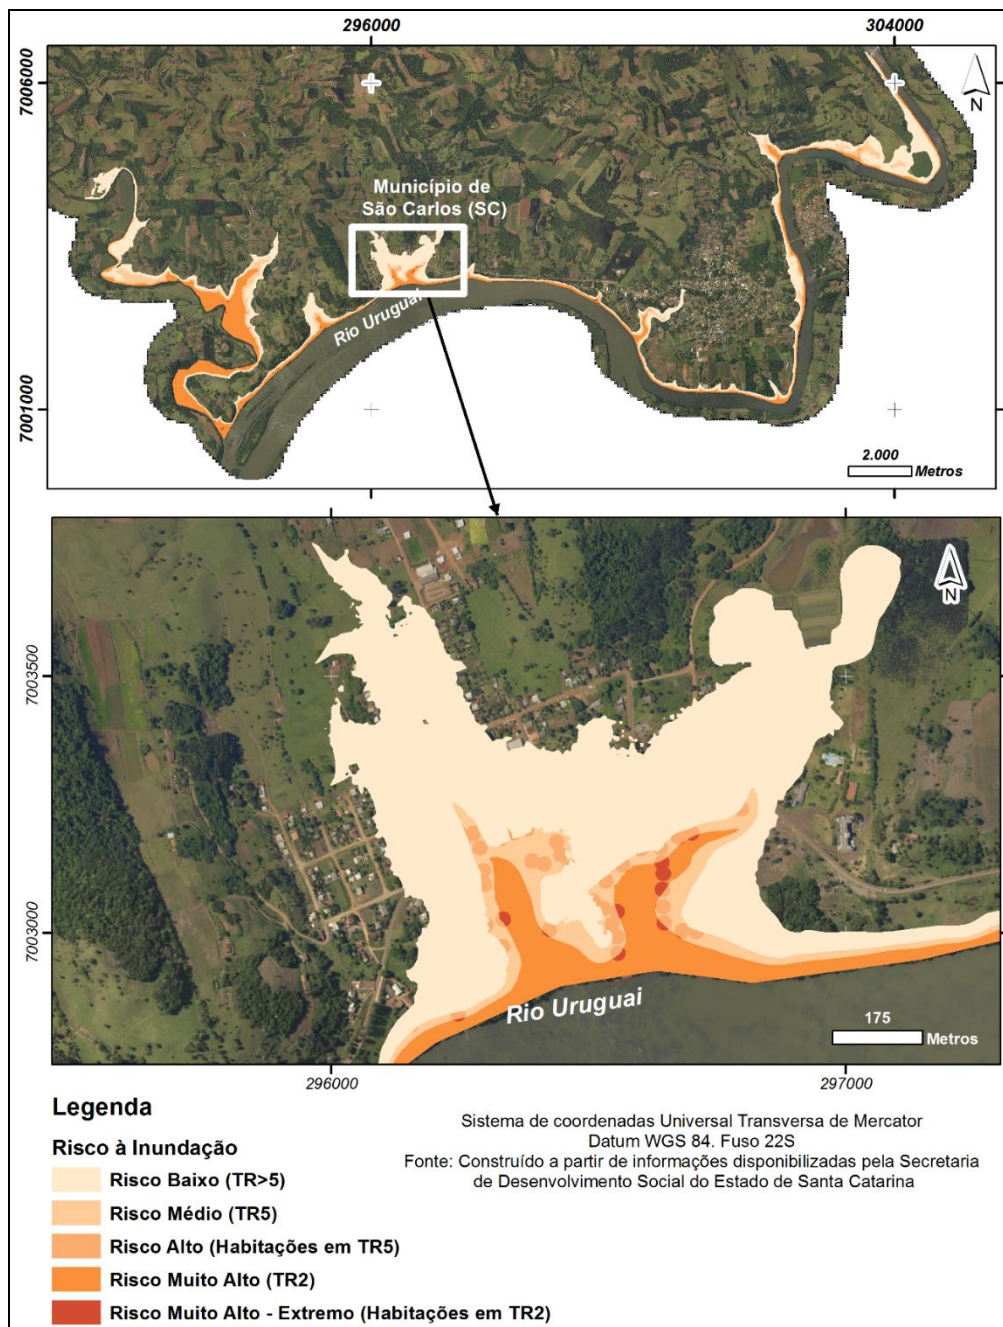 296000
304000
7006000
N
Município de
São Carlos (SC)
Rio Uruguai
7001000
2.000
Metros
N
7003500
7003000
Rio Uruguai
175
Metros
296000
297000
Legenda
Risco à Inundação
Risco Baixo (TR>5)
Risco Médio (TR5)
Risco Alto (Habitações em TR5)
Risco Muito Alto (TR2)
Risco Muito Alto - Extremo (Habitações em TR2)
Sistema de coordenadas Universal Transversa de Mercator
Datum WGS 84. Fuso 22S
Fonte: Construído a partir de informações disponibilizadas pela Secretaria
de Desenvolvimento Social do Estado de Santa Catarina